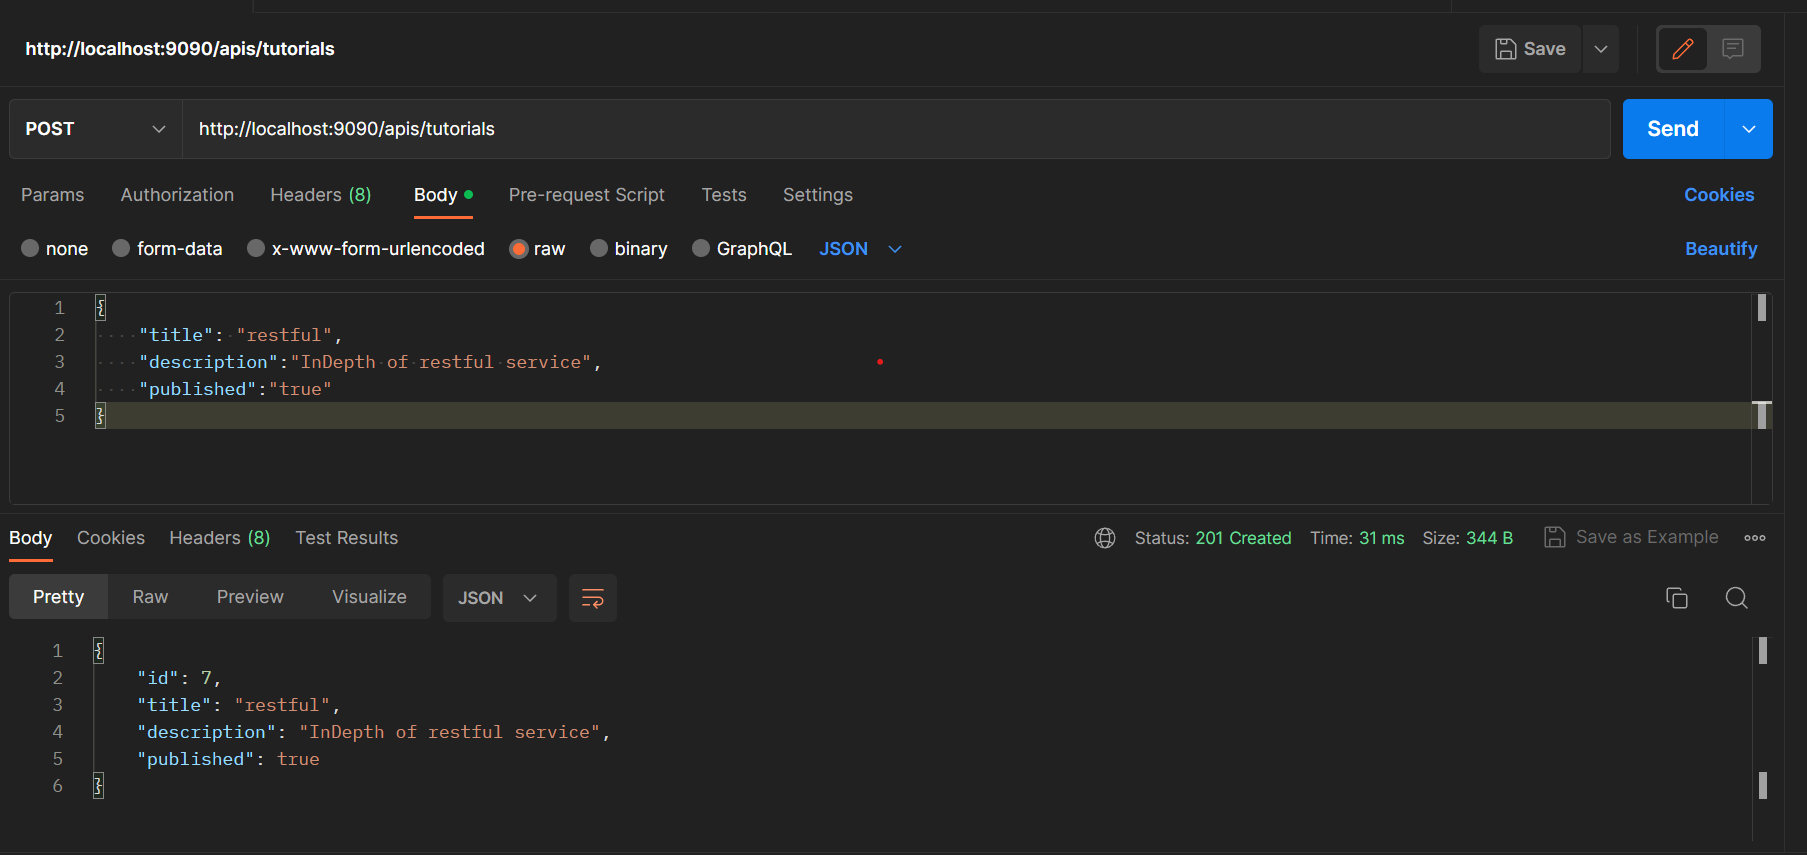 http://localhost:9090/apis/tutorials
Save
POST
http://localhost:9090/apis/tutorials
Send
Params Authorization Headers (8) Body Pre-request Script Tests Settings Cookies
none form-data x-www-form-urlencoded raw binary GraphQL JSON Beautify
1 {
2 "title": "restful",
3 "description":"InDepth of restful service",
4 "published":"true"
5 }
Body Cookies Headers (8) Test Results Status: 201 Created Time: 31 ms Size: 344 B Save as Example
Pretty Raw Preview Visualize JSON
1 {
2 "id": 7,
3 "title": "restful",
4 "description": "InDepth of restful service",
5 "published": true
6 }